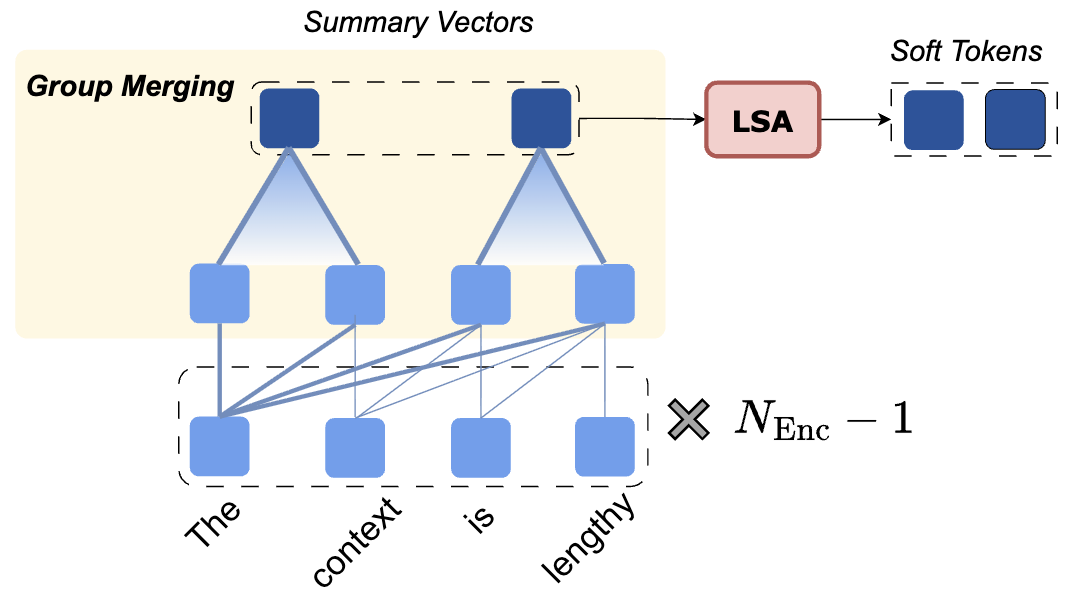 Summary Vectors
Group Merging
Soft Tokens
LSA
× N_Enc − 1
The
context
is
lengthy